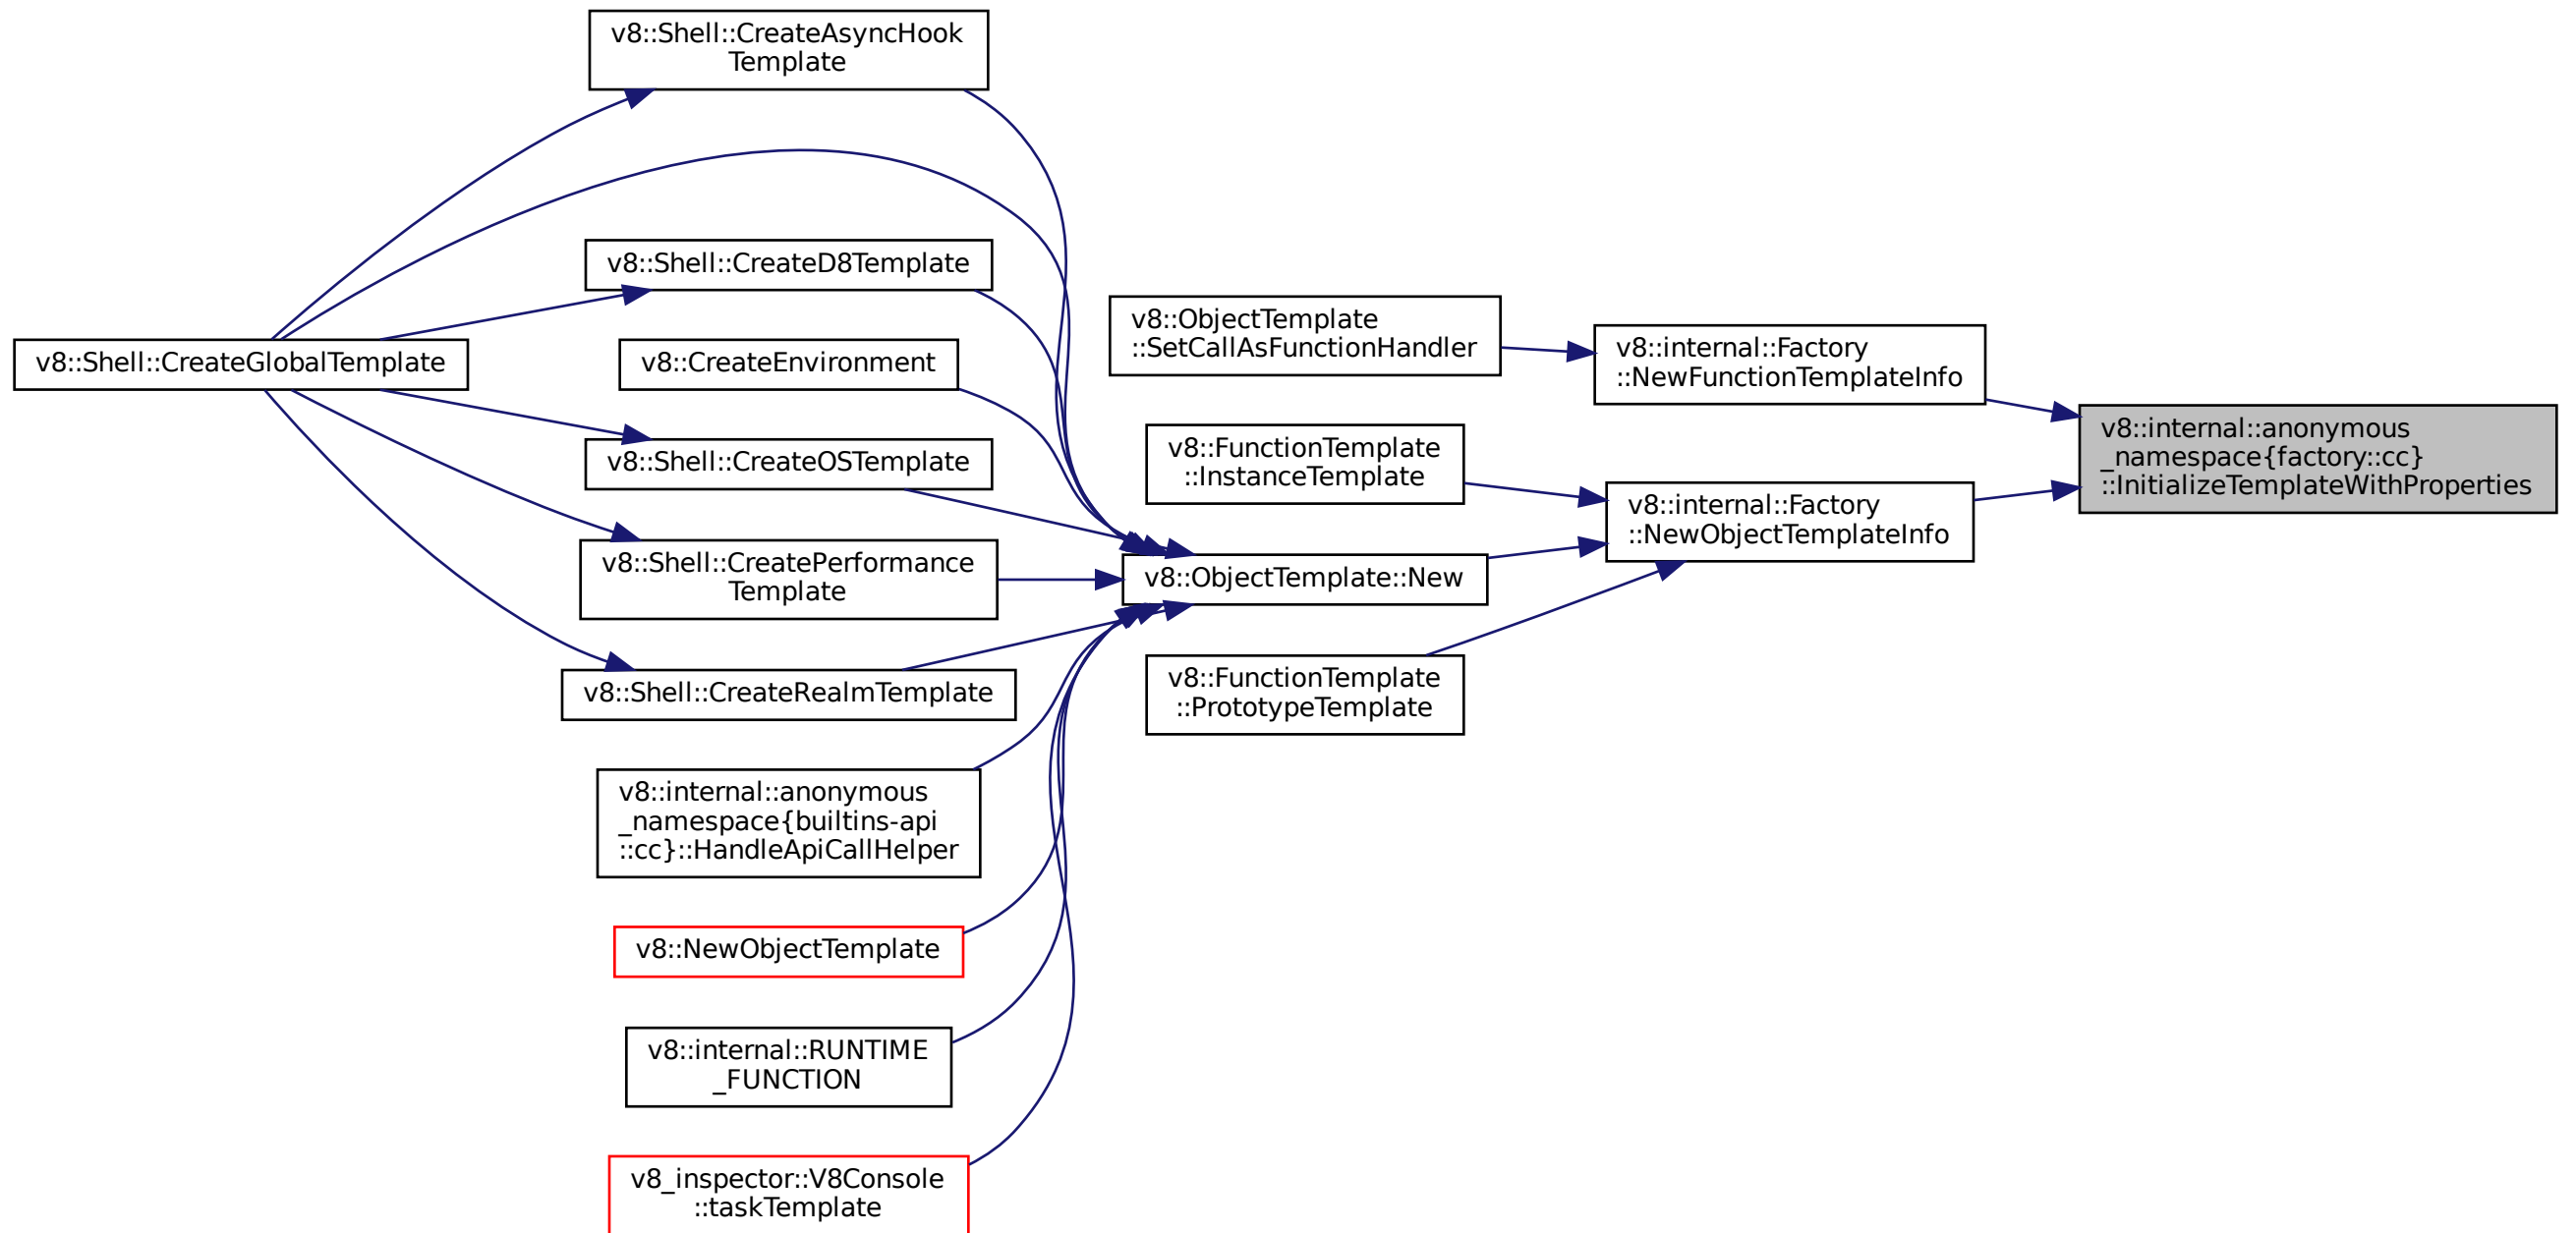 v8::Shell::CreateAsyncHook
Template
v8::Shell::CreateD8Template
v8::Shell::CreateGlobalTemplate
v8::CreateEnvironment
v8::Shell::CreateOSTemplate
v8::Shell::CreatePerformance
Template
v8::Shell::CreateRealmTemplate
v8::internal::anonymous
_namespace{builtins-api
::cc}::HandleApiCallHelper
v8::NewObjectTemplate
v8::internal::RUNTIME
_FUNCTION
v8_inspector::V8Console
::taskTemplate
v8::ObjectTemplate
::SetCallAsFunctionHandler
v8::FunctionTemplate
::InstanceTemplate
v8::ObjectTemplate::New
v8::FunctionTemplate
::PrototypeTemplate
v8::internal::Factory
::NewFunctionTemplateInfo
v8::internal::Factory
::NewObjectTemplateInfo
v8::internal::anonymous
_namespace{factory::cc}
::InitializeTemplateWithProperties